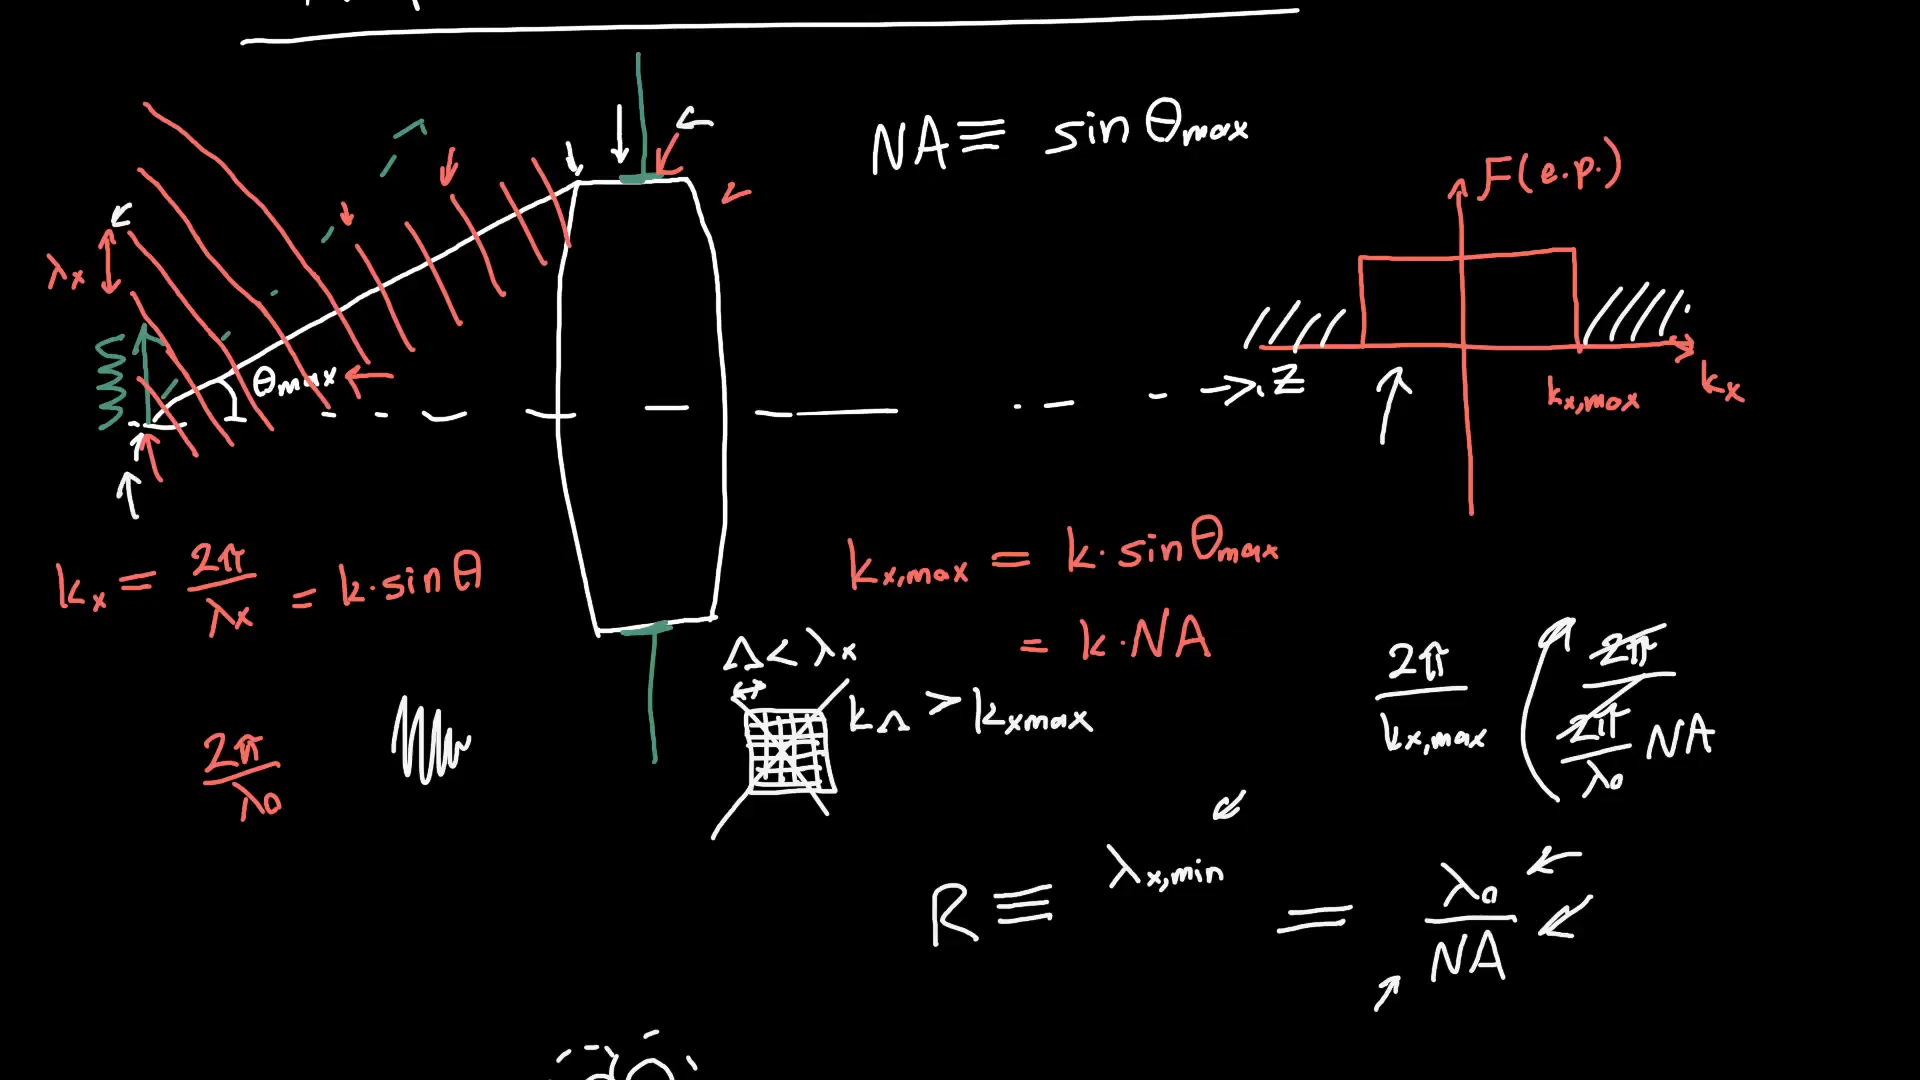 NA ≡ sin θmax
F(e.p.)
λx
θmax
z
kx,max
kx
kx = 2π/λx = k·sin θ
kx,max = k·sin θmax
= k·NA
Λ < λx
kΛ > kxmax
2π/kx,max
2π/(2π/λ0 NA)
2π/λ0
R ≡ λx,min = λ0/NA